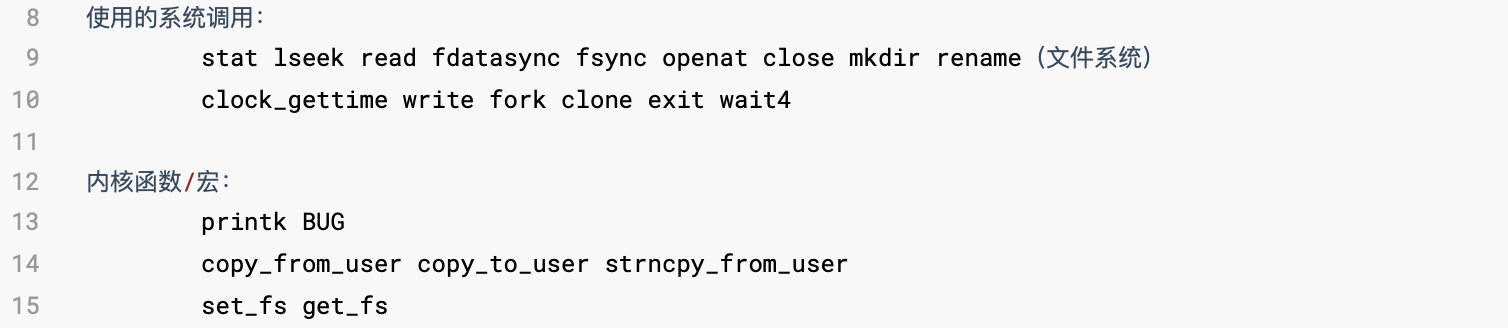 8 使用的系统调用：
9 stat lseek read fdatasync fsync openat close mkdir rename（文件系统）
10 clock_gettime write fork clone exit wait4
11
12 内核函数/宏：
13 printk BUG
14 copy_from_user copy_to_user strncpy_from_user
15 set_fs get_fs